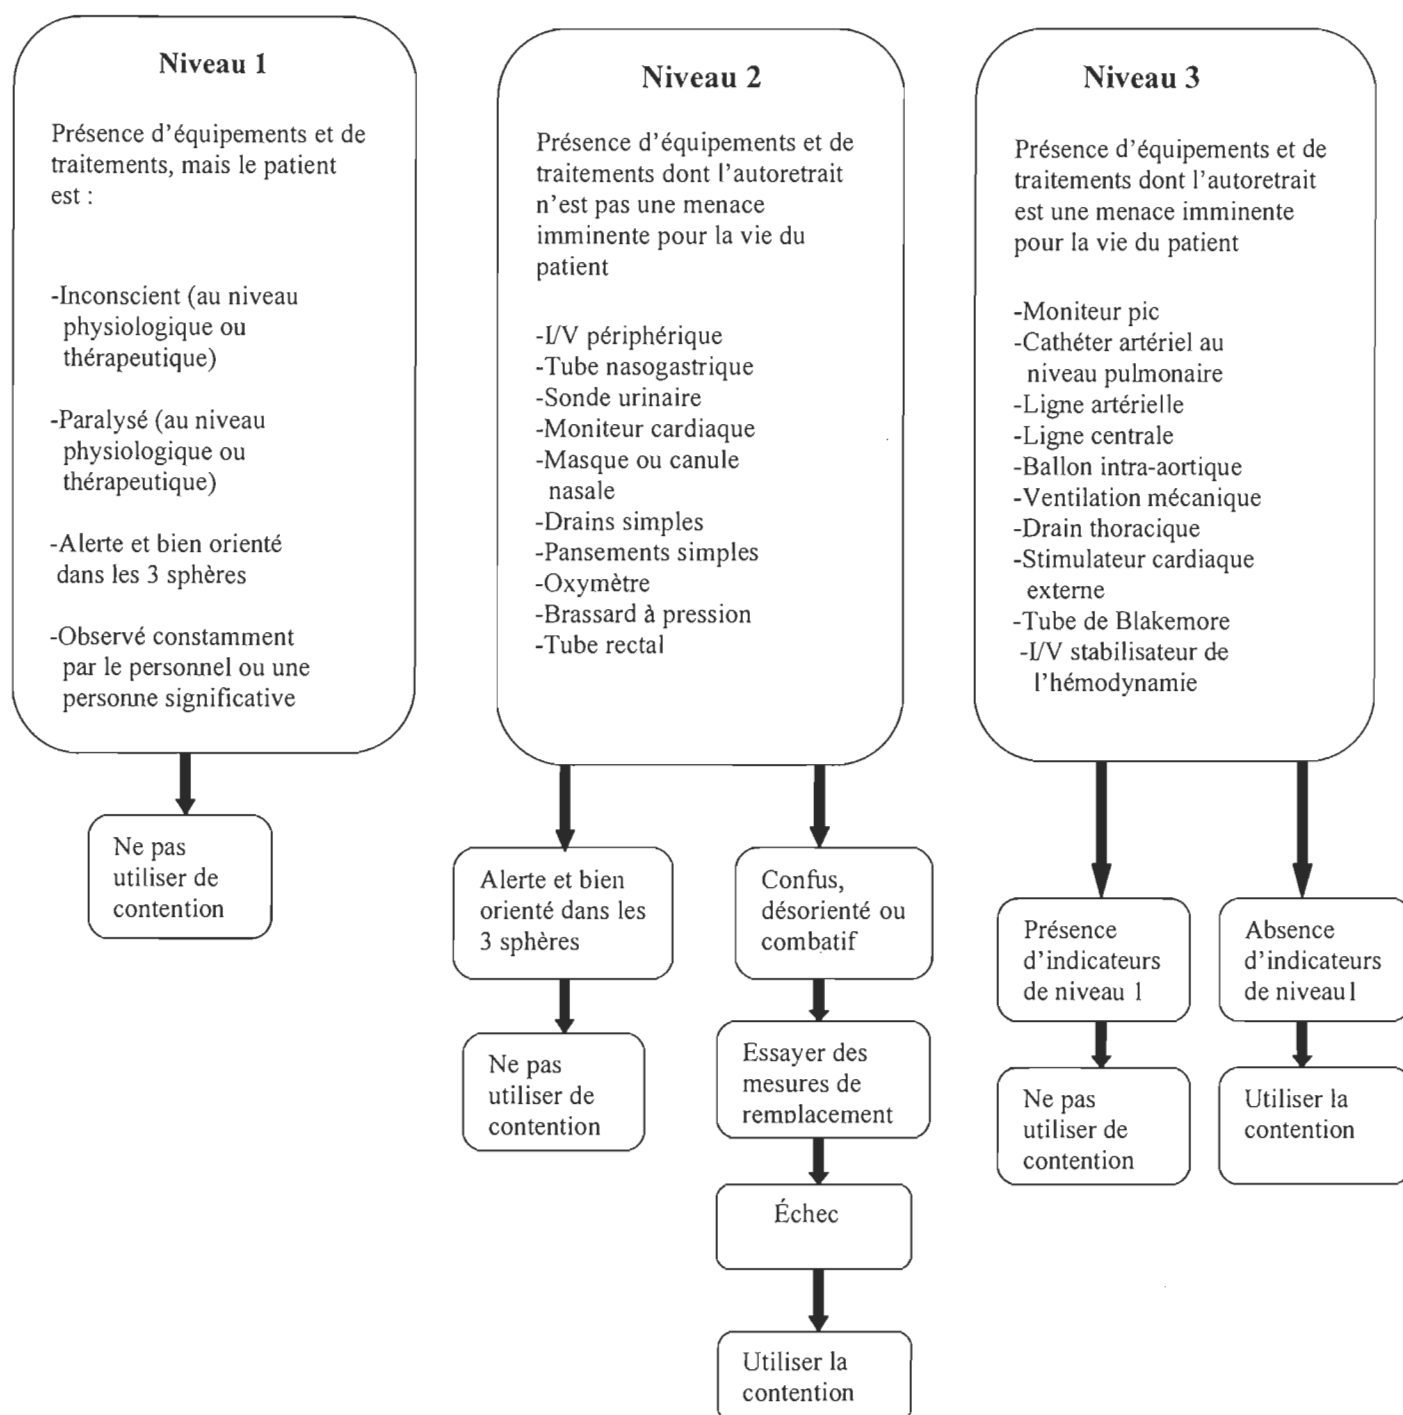 Niveau 1
Présence d'équipements et de
traitements, mais le patient
est :
-Inconscient (au niveau
physiologique ou
thérapeutique)
-Paralysé (au niveau
physiologique ou
thérapeutique)
-Alerte et bien orienté
dans les 3 sphères
-Observé constamment
par le personnel ou une
personne significative
Ne pas
utiliser de
contention
Niveau 2
Présence d'équipements et de
traitements dont l'autoretrait
n'est pas une menace
imminente pour la vie du
patient
-I/V périphérique
-Tube nasogastrique
-Sonde urinaire
-Moniteur cardiaque
-Masque ou canule
nasale
-Drains simples
-Pansements simples
-Oxymètre
-Brassard à pression
-Tube rectal
Alerte et bien
orienté dans les
3 sphères
Ne pas
utiliser de
contention
Confus,
désorienté ou
combatif
Essayer des
mesures de
remplacement
Échec
Utiliser la
contention
Niveau 3
Présence d'équipements et de
traitements dont l'autoretrait
est une menace imminente
pour la vie du patient
-Moniteur pic
-Cathéter artériel au
niveau pulmonaire
-Ligne artérielle
-Ligne centrale
-Ballon intra-aortique
-Ventilation mécanique
-Drain thoracique
-Stimulateur cardiaque
externe
-Tube de Blakemore
-I/V stabilisateur de
l'hémodynamie
Présence
d'indicateurs
de niveau 1
Ne pas
utiliser de
contention
Absence
d'indicateurs
de niveau1
Utiliser la
contention